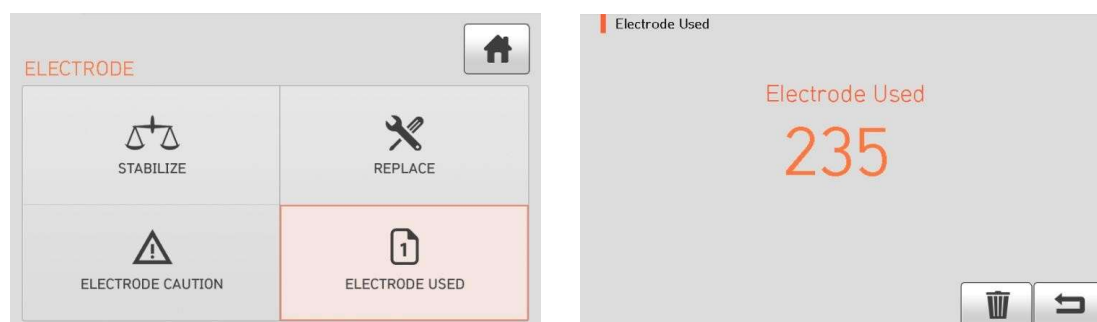 ELECTRODE
STABILIZE
REPLACE
ELECTRODE CAUTION
1
ELECTRODE USED
Electrode Used
Electrode Used
235